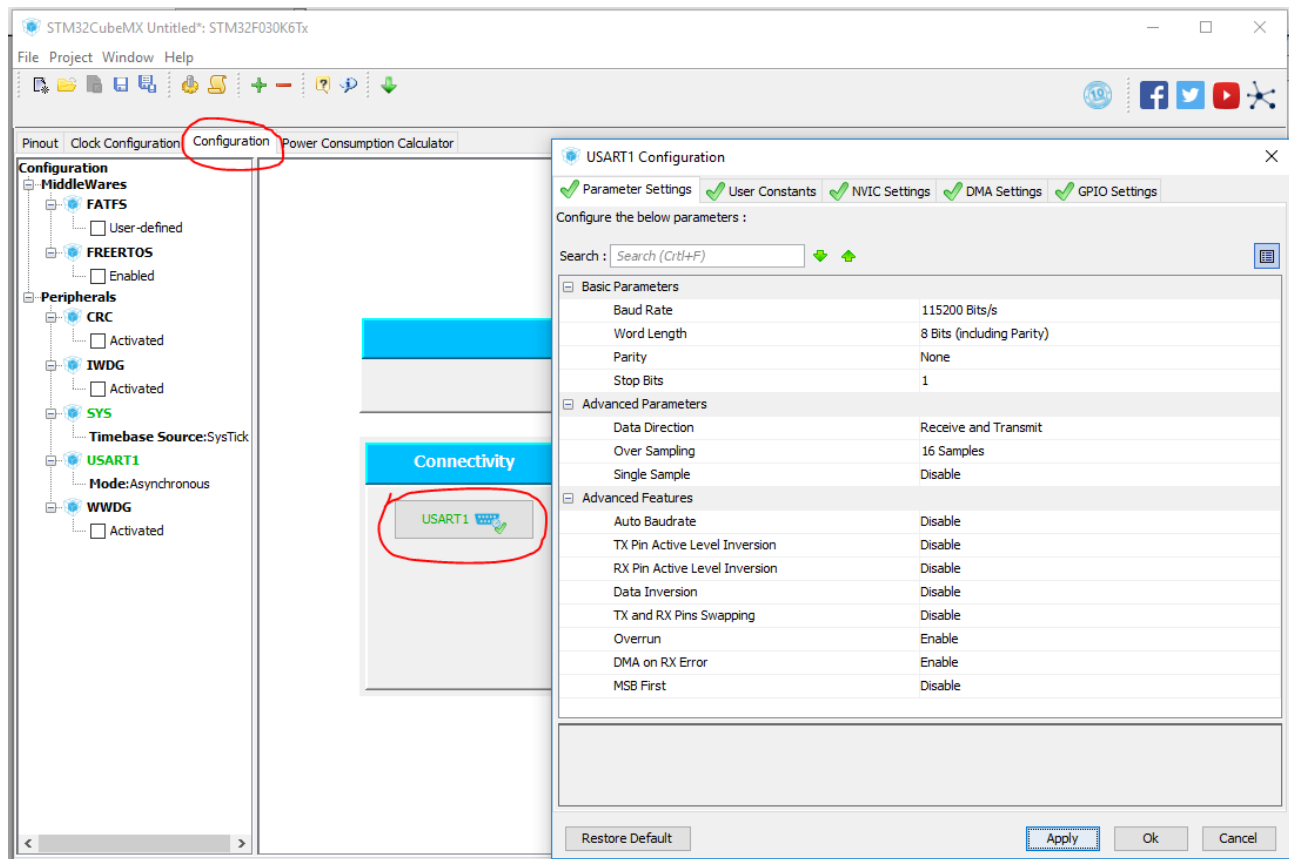 STM32CubeMX Untitled*: STM32F030K6Tx
File Project Window Help
10
Pinout Clock Configuration Configuration Power Consumption Calculator
Configuration
MiddleWares
FATFS
User-defined
FREERTOS
Enabled
Peripherals
CRC
Activated
IWDG
Activated
SYS
Timebase Source:SysTick
USART1
Mode:Asynchronous
WWDG
Activated
Connectivity
USART1
USART1 Configuration
Parameter Settings User Constants NVIC Settings DMA Settings GPIO Settings
Configure the below parameters :
Search : Search (Crtl+F)
Basic Parameters
Baud Rate 115200 Bits/s
Word Length 8 Bits (including Parity)
Parity None
Stop Bits 1
Advanced Parameters
Data Direction Receive and Transmit
Over Sampling 16 Samples
Single Sample Disable
Advanced Features
Auto Baudrate Disable
TX Pin Active Level Inversion Disable
RX Pin Active Level Inversion Disable
Data Inversion Disable
TX and RX Pins Swapping Disable
Overrun Enable
DMA on RX Error Enable
MSB First Disable
Restore Default Apply Ok Cancel